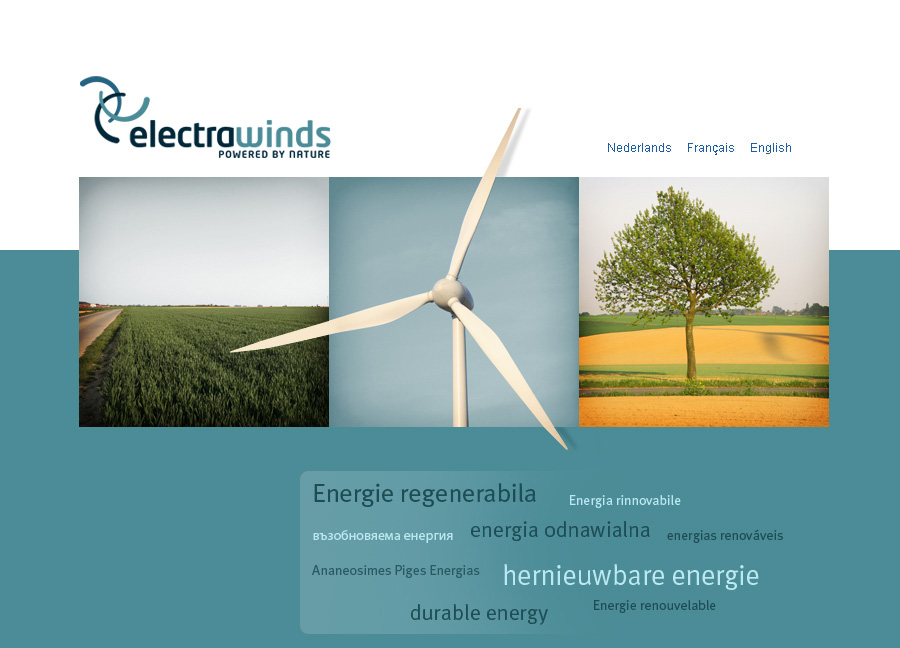 electrawinds
POWERED BY NATURE
Nederlands Français English
Energie regenerabila
Energia rinnovabile
възобновяема енергия
energia odnawialna
energias renováveis
Ananeosimes Piges Energias
hernieuwbare energie
durable energy
Energie renouvelable